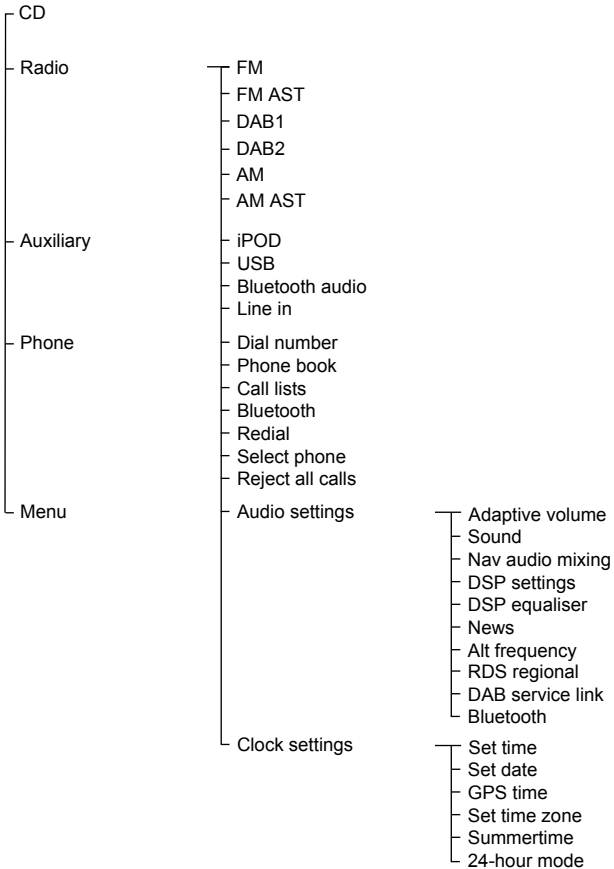 CD
Radio
FM
FM AST
DAB1
DAB2
AM
AM AST
Auxiliary
iPOD
USB
Bluetooth audio
Line in
Phone
Dial number
Phone book
Call lists
Bluetooth
Redial
Select phone
Reject all calls
Menu
Audio settings
Adaptive volume
Sound
Nav audio mixing
DSP settings
DSP equaliser
News
Alt frequency
RDS regional
DAB service link
Bluetooth
Clock settings
Set time
Set date
GPS time
Set time zone
Summertime
24-hour mode